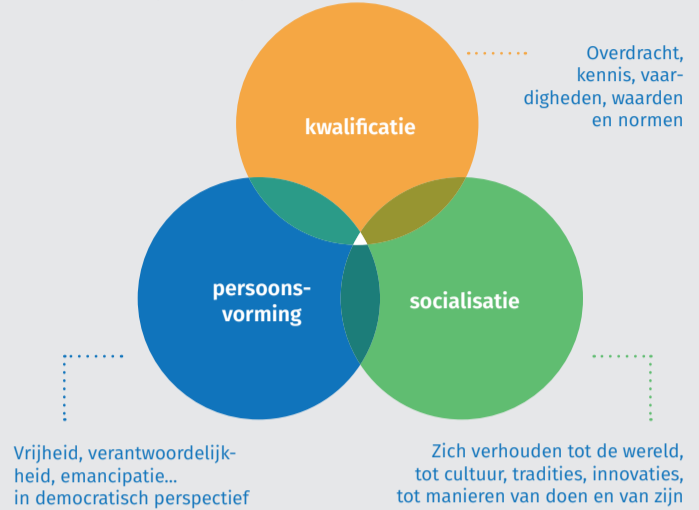 Overdracht,
kennis, vaar-
digheden, waarden
en normen
kwalificatie
persoons-
vorming
socialisatie
Vrijheid, verantwoordelijk-
heid, emancipatie...
in democratisch perspectief
Zich verhouden tot de wereld,
tot cultuur, tradities, innovaties,
tot manieren van doen en van zijn